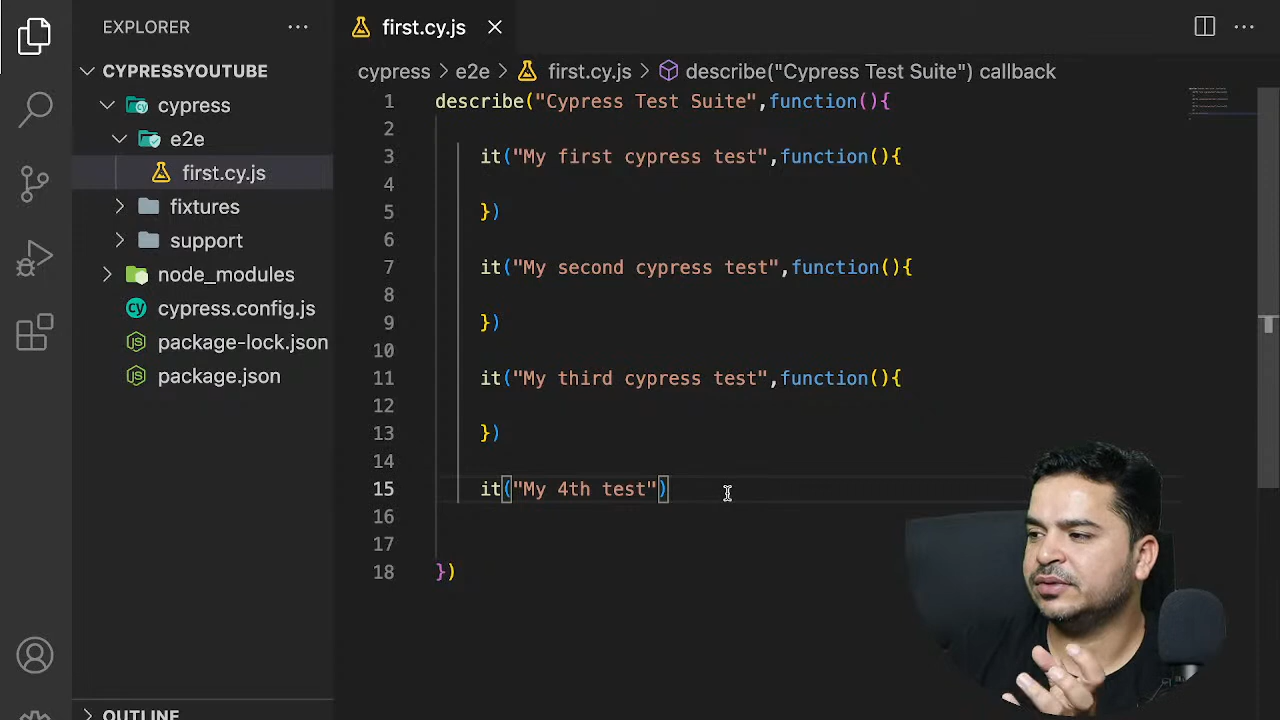 EXPLORER
CYPRESSYOUTUBE
cypress
e2e
first.cy.js
fixtures
support
node_modules
cypress.config.js
package-lock.json
package.json
OUTLINE
first.cy.js
cypress > e2e > first.cy.js > describe("Cypress Test Suite") callback
1 describe("Cypress Test Suite",function(){
2
3 it("My first cypress test",function(){
4
5 })
6
7 it("My second cypress test",function(){
8
9 })
10
11 it("My third cypress test",function(){
12
13 })
14
15 it("My 4th test")
16
17
18 })